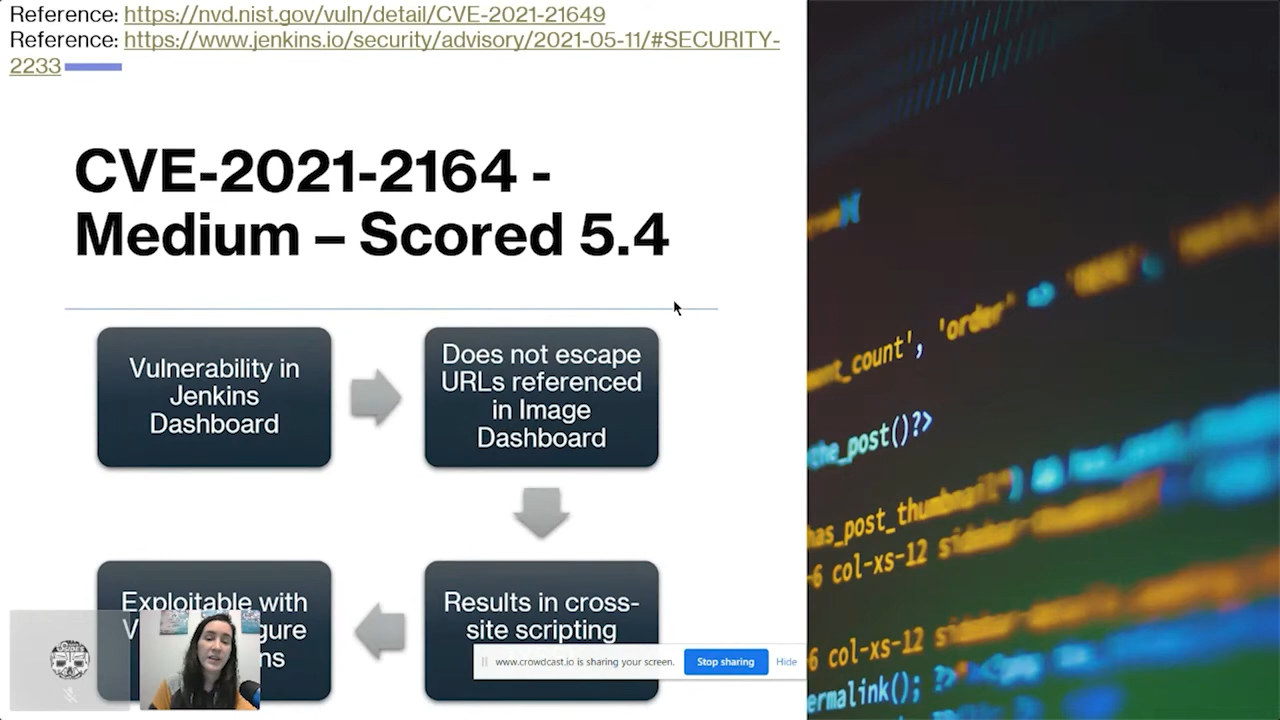 Reference: https://nvd.nist.gov/vuln/detail/CVE-2021-21649
Reference: https://www.jenkins.io/security/advisory/2021-05-11/#SECURITY-
2233
CVE-2021-2164 -
Medium – Scored 5.4
Vulnerability in
Jenkins
Dashboard
Does not escape
URLs referenced
in Image
Dashboard
Exploitable with
Results in cross-
site scripting
www.crowdcast.io is sharing your screen.
Stop sharing
Hide
'order'
the_post()?>
-6 col-xs-12
-6 col-xs-12
ermalink(); ?>